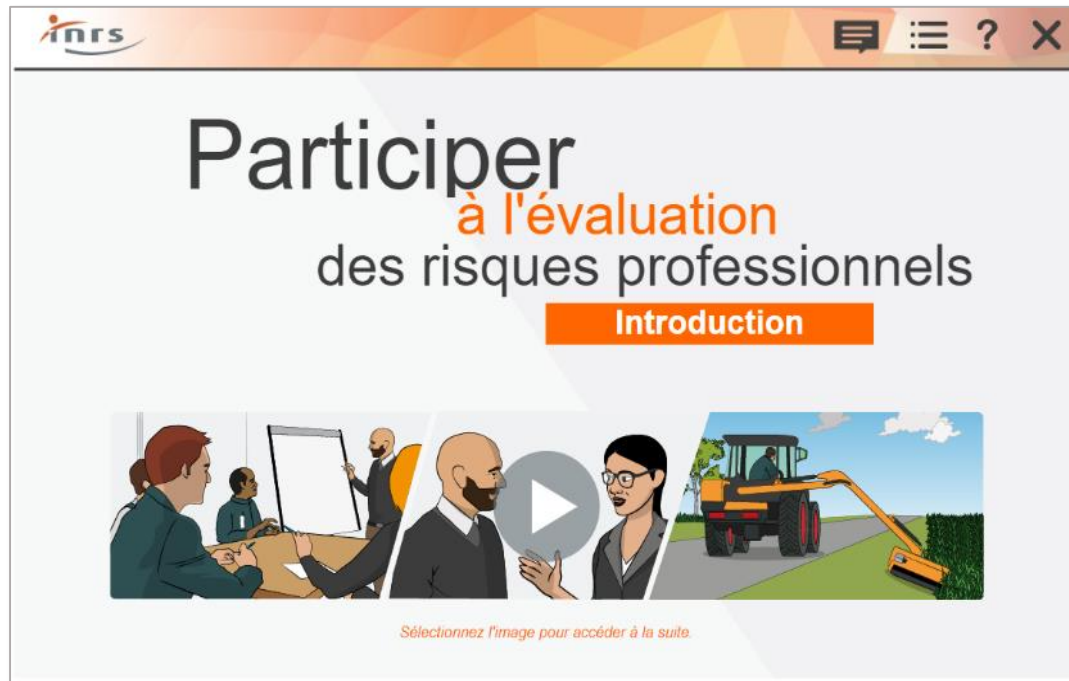 inrs
?
Participer
à l'évaluation
des risques professionnels
Introduction
Sélectionnez l'image pour accéder à la suite.